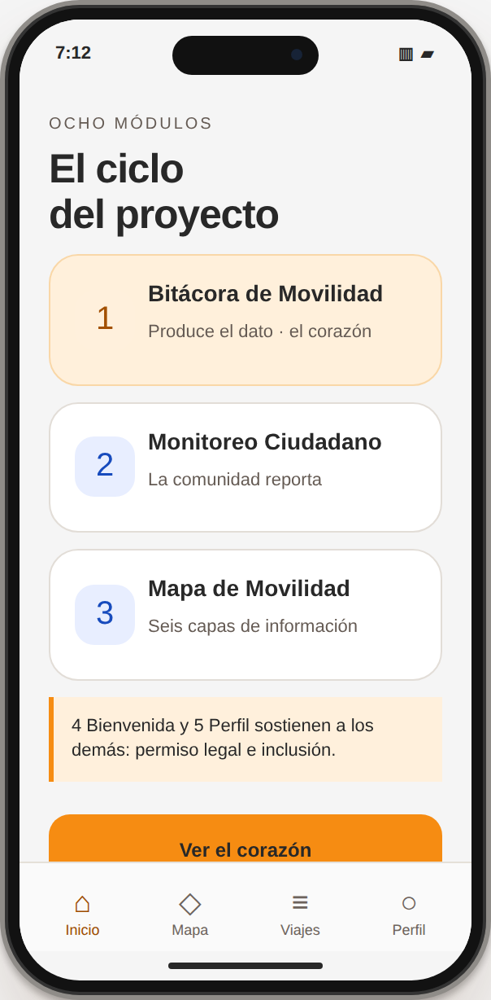 7:12
OCHO MÓDULOS
El ciclo
del proyecto
1
Bitácora de Movilidad
Produce el dato · el corazón
2
Monitoreo Ciudadano
La comunidad reporta
3
Mapa de Movilidad
Seis capas de información
4 Bienvenida y 5 Perfil sostienen a los
demás: permiso legal e inclusión.
Ver el corazón
Inicio
Mapa
Viajes
Perfil